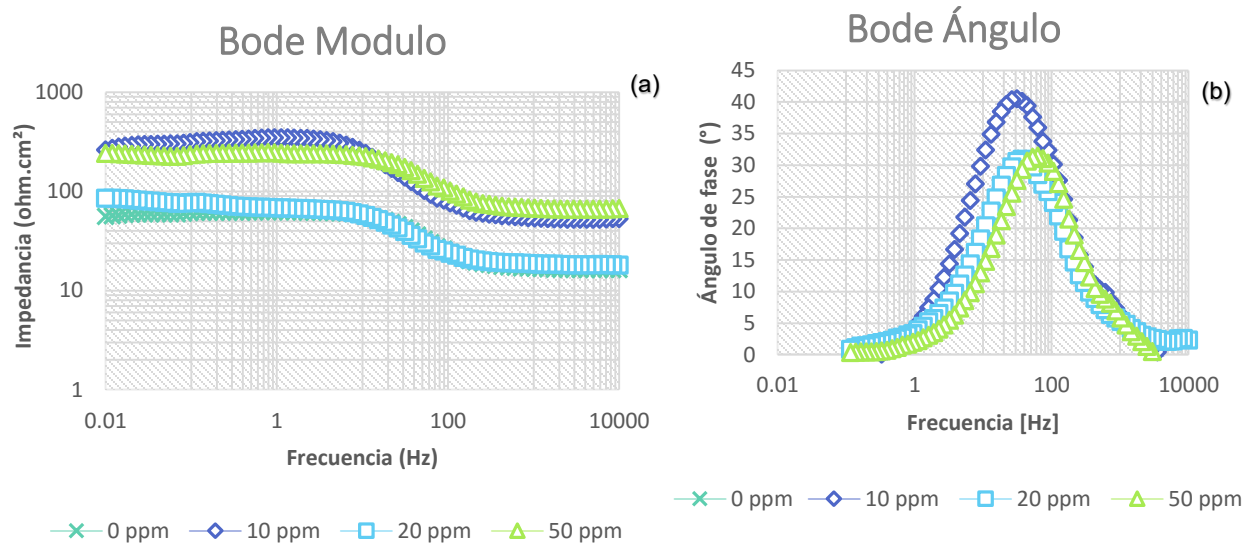 Bode Modulo
(a)
1000
100
10
1
Impedancia (ohm.cm²)
0.01 1 100 10000
Frecuencia (Hz)
0 ppm 10 ppm 20 ppm 50 ppm
Bode Ángulo
(b)
45
40
35
30
25
20
15
10
5
0
Ángulo de fase (°)
0.01 1 100 10000
Frecuencia [Hz]
0 ppm 10 ppm 20 ppm 50 ppm